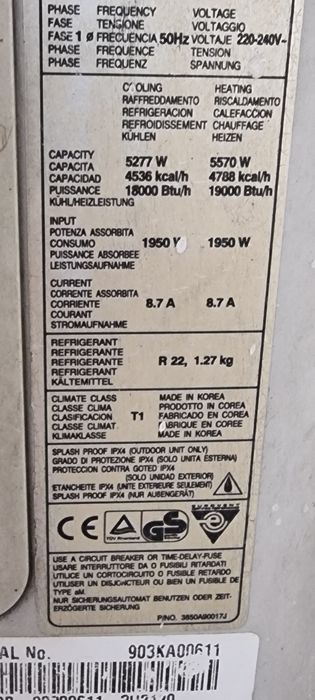 PHASE FREQUENCY VOLTAGE
FASE TENSIONE VOLTAGGIO
FASE 1 ø FRECUENCIA 50Hz VOLTAJE 220-240V~
PHASE FREQUENCE TENSION
PHASE FREQUENZ SPANNUNG
COOLING HEATING
RAFFREDDAMENTO RISCALDAMENTO
REFRIGERACION CALEFACCION
REFROIDISSEMENT CHAUFFAGE
KÜHLEN HEIZEN
CAPACITY
CAPACITA 5277 W 5570 W
CAPACIDAD 4536 kcal/h 4788 kcal/h
PUISSANCE 18000 Btu/h 19000 Btu/h
KÜHL/HEIZLEISTUNG
INPUT
POTENZA ASSORBITA
CONSUMO 1950 W 1950 W
PUISSANCE ABSORBEE
LEISTUNGSAUFNAHME
CURRENT
CORRENTE ASSORBITA
CORRIENTE 8.7 A 8.7 A
COURANT
STROMAUFNAHME
REFRIGERANT
REFRIGERANTE
REFRIGERANTE R 22, 1.27 kg
REFRIGERANT
KÄLTEMITTEL
CLIMATE CLASS MADE IN KOREA
CLASSE CLIMA PRODOTTO IN COREA
CLASIFICACION T1 FABRICADO EN COREA
CLASSE CLIMAT FABRIQUE EN COREE
KLIMAKLASSE MADE IN KOREA
SPLASH PROOF IPX4 (OUTDOOR UNIT ONLY)
GRADO DI PROTEZIONE IPX4 (SOLO UNITA ESTERNA)
PROTECCION CONTRA GOTEO IPX4
(SOLO UNIDAD EXTERIOR)
ETANCHEITE IPX4 (UNITE EXTERIEURE SEULEMENT)
SPLASH PROOF IPX4 (NUR AUßENGERÄT)
CE GS
TÜV Rheinland
EUROVENT
USE A CIRCUIT BREAKER OR TIME-DELAY-FUSE
USARE INTERRUTTORE DA O FUSIBILI RITARDATI
UTILICE UN CORTOCIRCUITO O FUSIBLE RETARDO
UTILISER UN DISJONCTEUR OU BIEN UN FUSIBLE DE
TYPE aM.
NUR SICHERUNGSAUTOMAT BENUTZEN ODER ZEIT-
ERZÖGERTE SICHERUNG
P/NO. 3850A90017J
AL No. 903KA00611